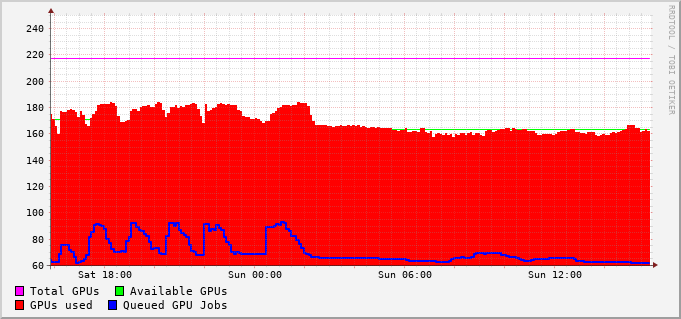 RRDTOOL / TOBI OETIKER
240
220
200
180
160
140
120
100
80
60
Sat 18:00 Sun 00:00 Sun 06:00 Sun 12:00
Total GPUs Available GPUs
GPUs used Queued GPU Jobs